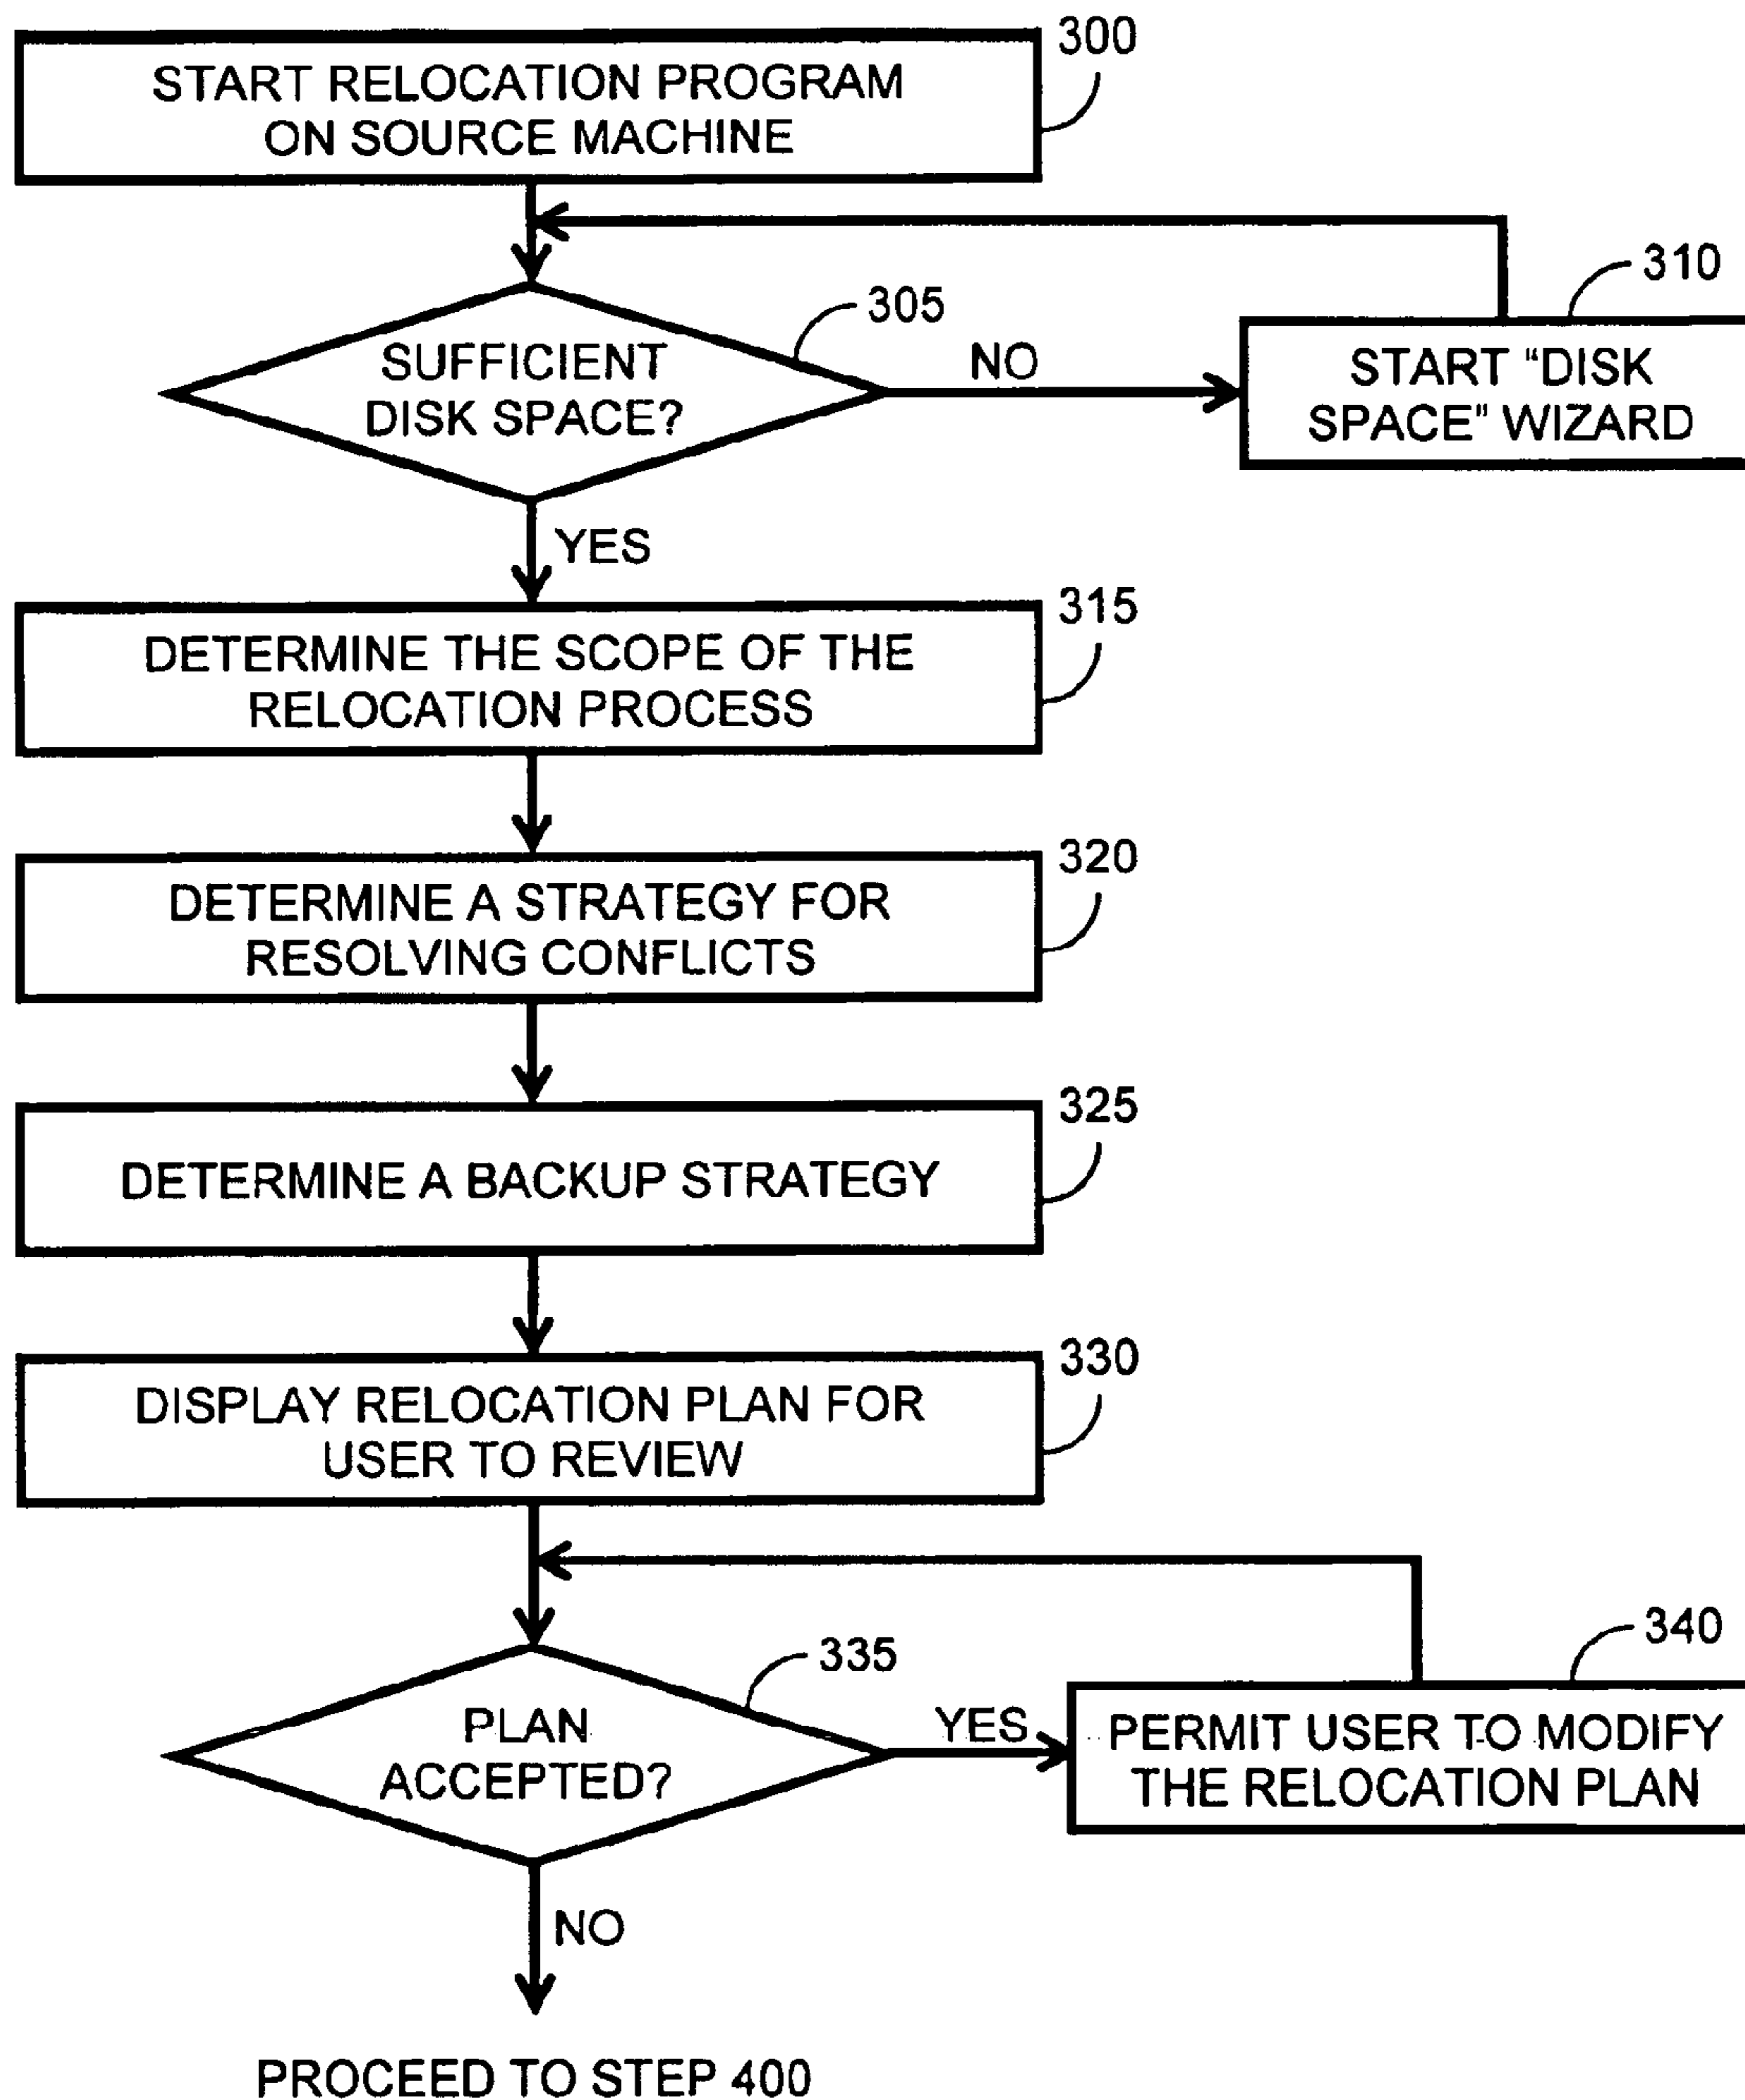 300
START RELOCATION PROGRAM
ON SOURCE MACHINE
305
SUFFICIENT
DISK SPACE?
NO
310
START “DISK
SPACE” WIZARD
YES
315
DETERMINE THE SCOPE OF THE
RELOCATION PROCESS
320
DETERMINE A STRATEGY FOR
RESOLVING CONFLICTS
325
DETERMINE A BACKUP STRATEGY
330
DISPLAY RELOCATION PLAN FOR
USER TO REVIEW
335
PLAN
ACCEPTED?
YES
340
PERMIT USER TO MODIFY
THE RELOCATION PLAN
NO
PROCEED TO STEP 400